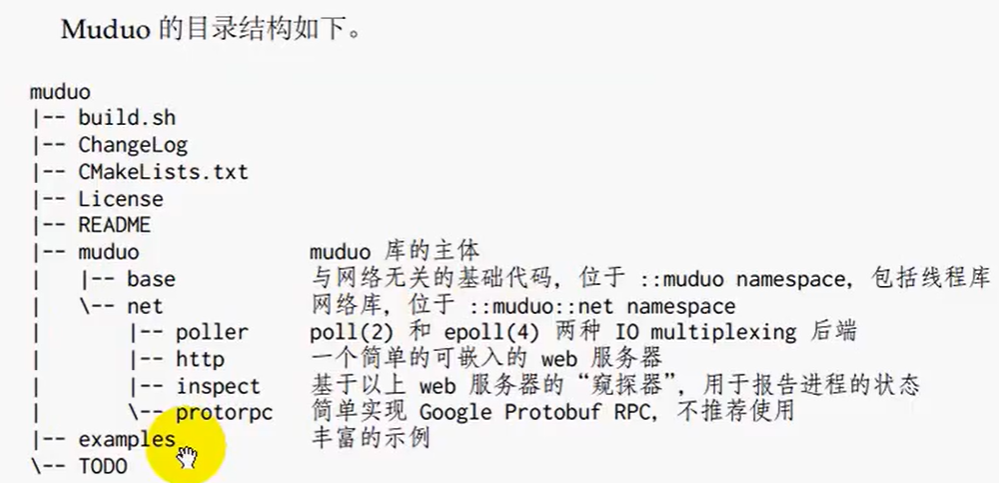 Muduo 的目录结构如下。
muduo
|-- build.sh
|-- ChangeLog
|-- CMakeLists.txt
|-- License
|-- README
|-- muduo            muduo 库的主体
|   |-- base         与网络无关的基础代码, 位于 ::muduo namespace, 包括线程库
|   \-- net          网络库, 位于 ::muduo::net namespace
|       |-- poller   poll(2) 和 epoll(4) 两种 IO multiplexing 后端
|       |-- http     一个简单的可嵌入的 web 服务器
|       |-- inspect  基于以上 web 服务器的“窥探器”, 用于报告进程的状态
|       \-- protorpc 简单实现 Google Protobuf RPC, 不推荐使用
|-- examples         丰富的示例
\-- TODO